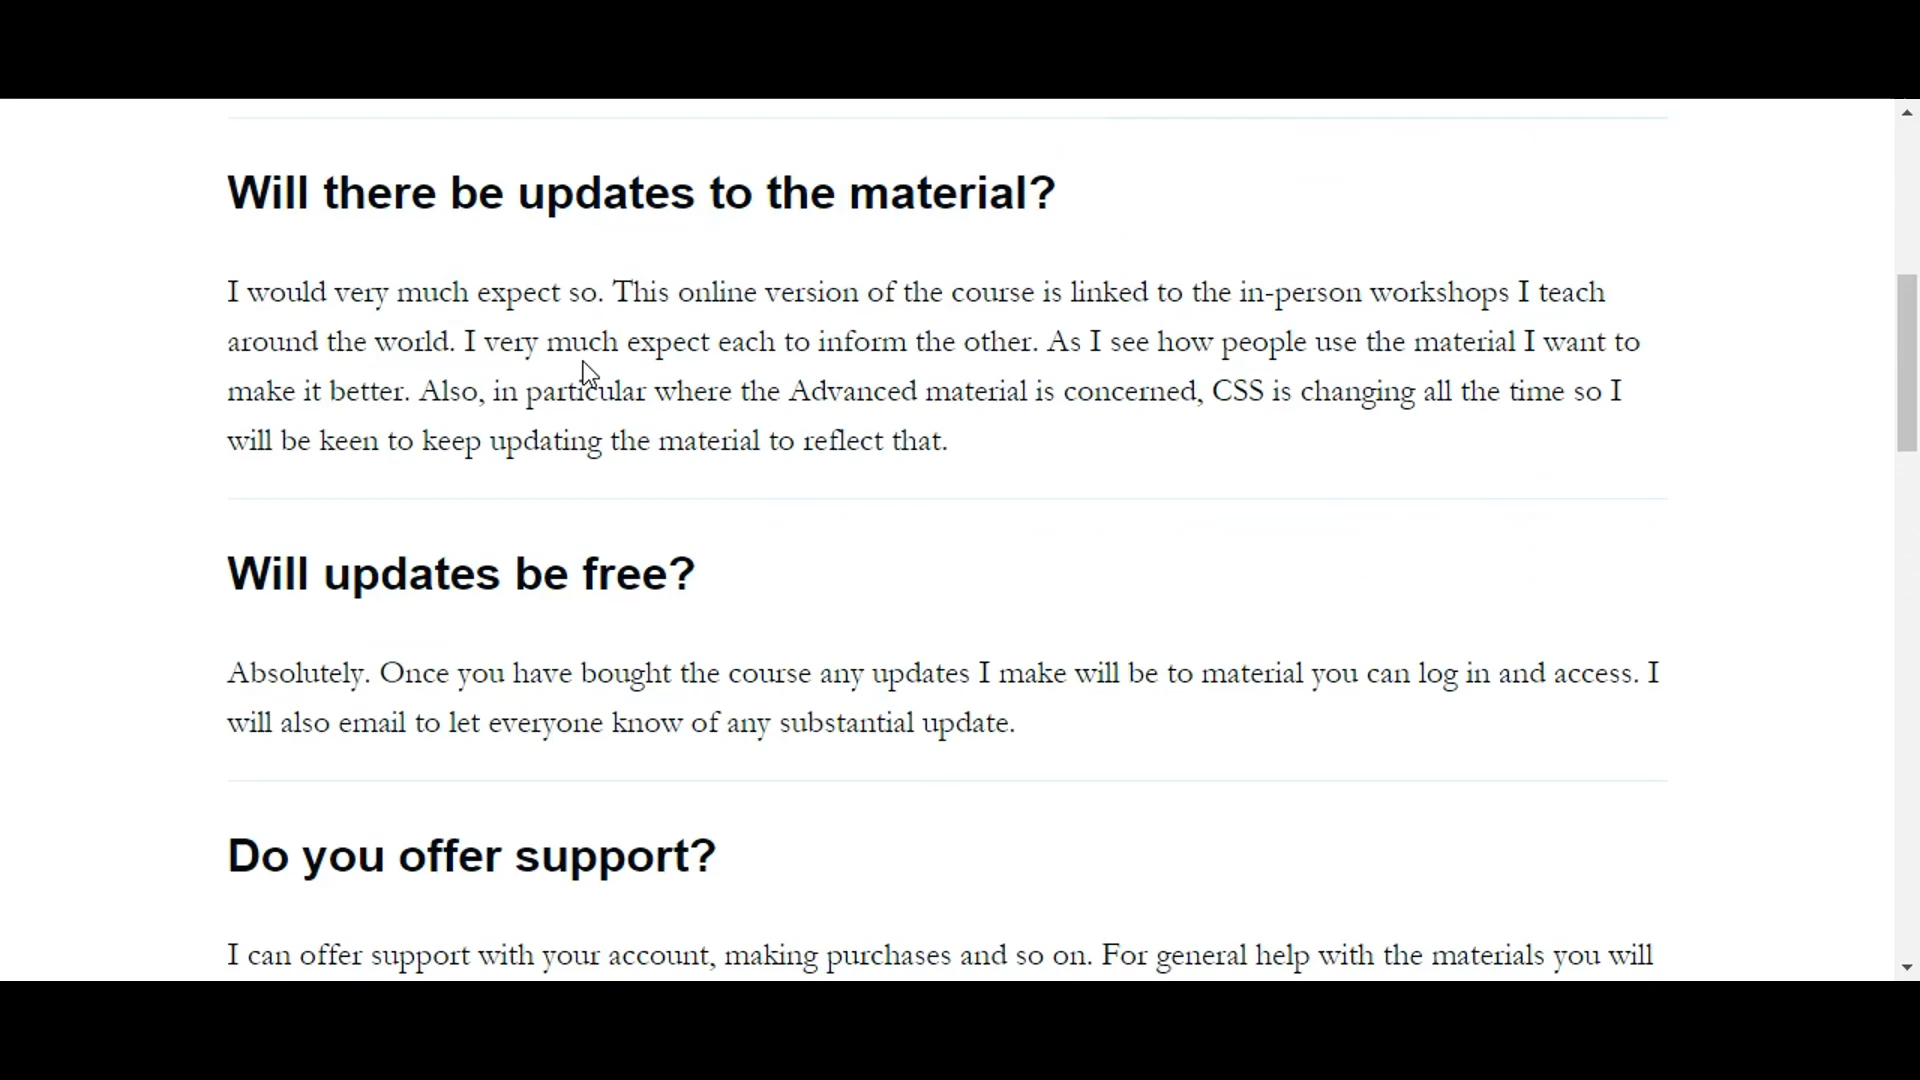 Will there be updates to the material?
I would very much expect so. This online version of the course is linked to the in-person workshops I teach
around the world. I very much expect each to inform the other. As I see how people use the material I want to
make it better. Also, in particular where the Advanced material is concerned, CSS is changing all the time so I
will be keen to keep updating the material to reflect that.
Will updates be free?
Absolutely. Once you have bought the course any updates I make will be to material you can log in and access. I
will also email to let everyone know of any substantial update.
Do you offer support?
I can offer support with your account, making purchases and so on. For general help with the materials you will